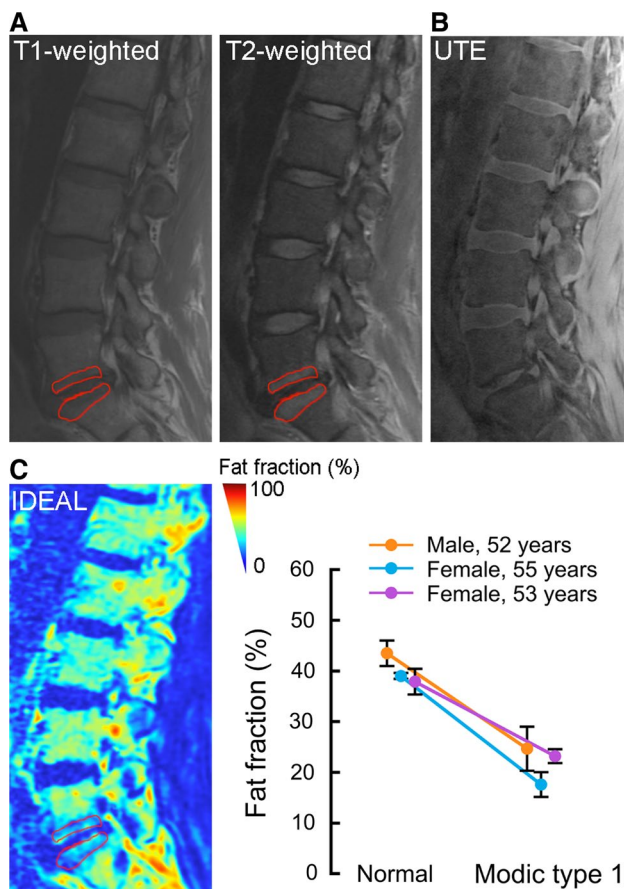 A
T1-weighted
T2-weighted
B
UTE
C
IDEAL
Fat fraction (%)
100
0
Male, 52 years
Female, 55 years
Female, 53 years
Fat fraction (%)
60
50
40
30
20
10
0
Normal
Modic type 1